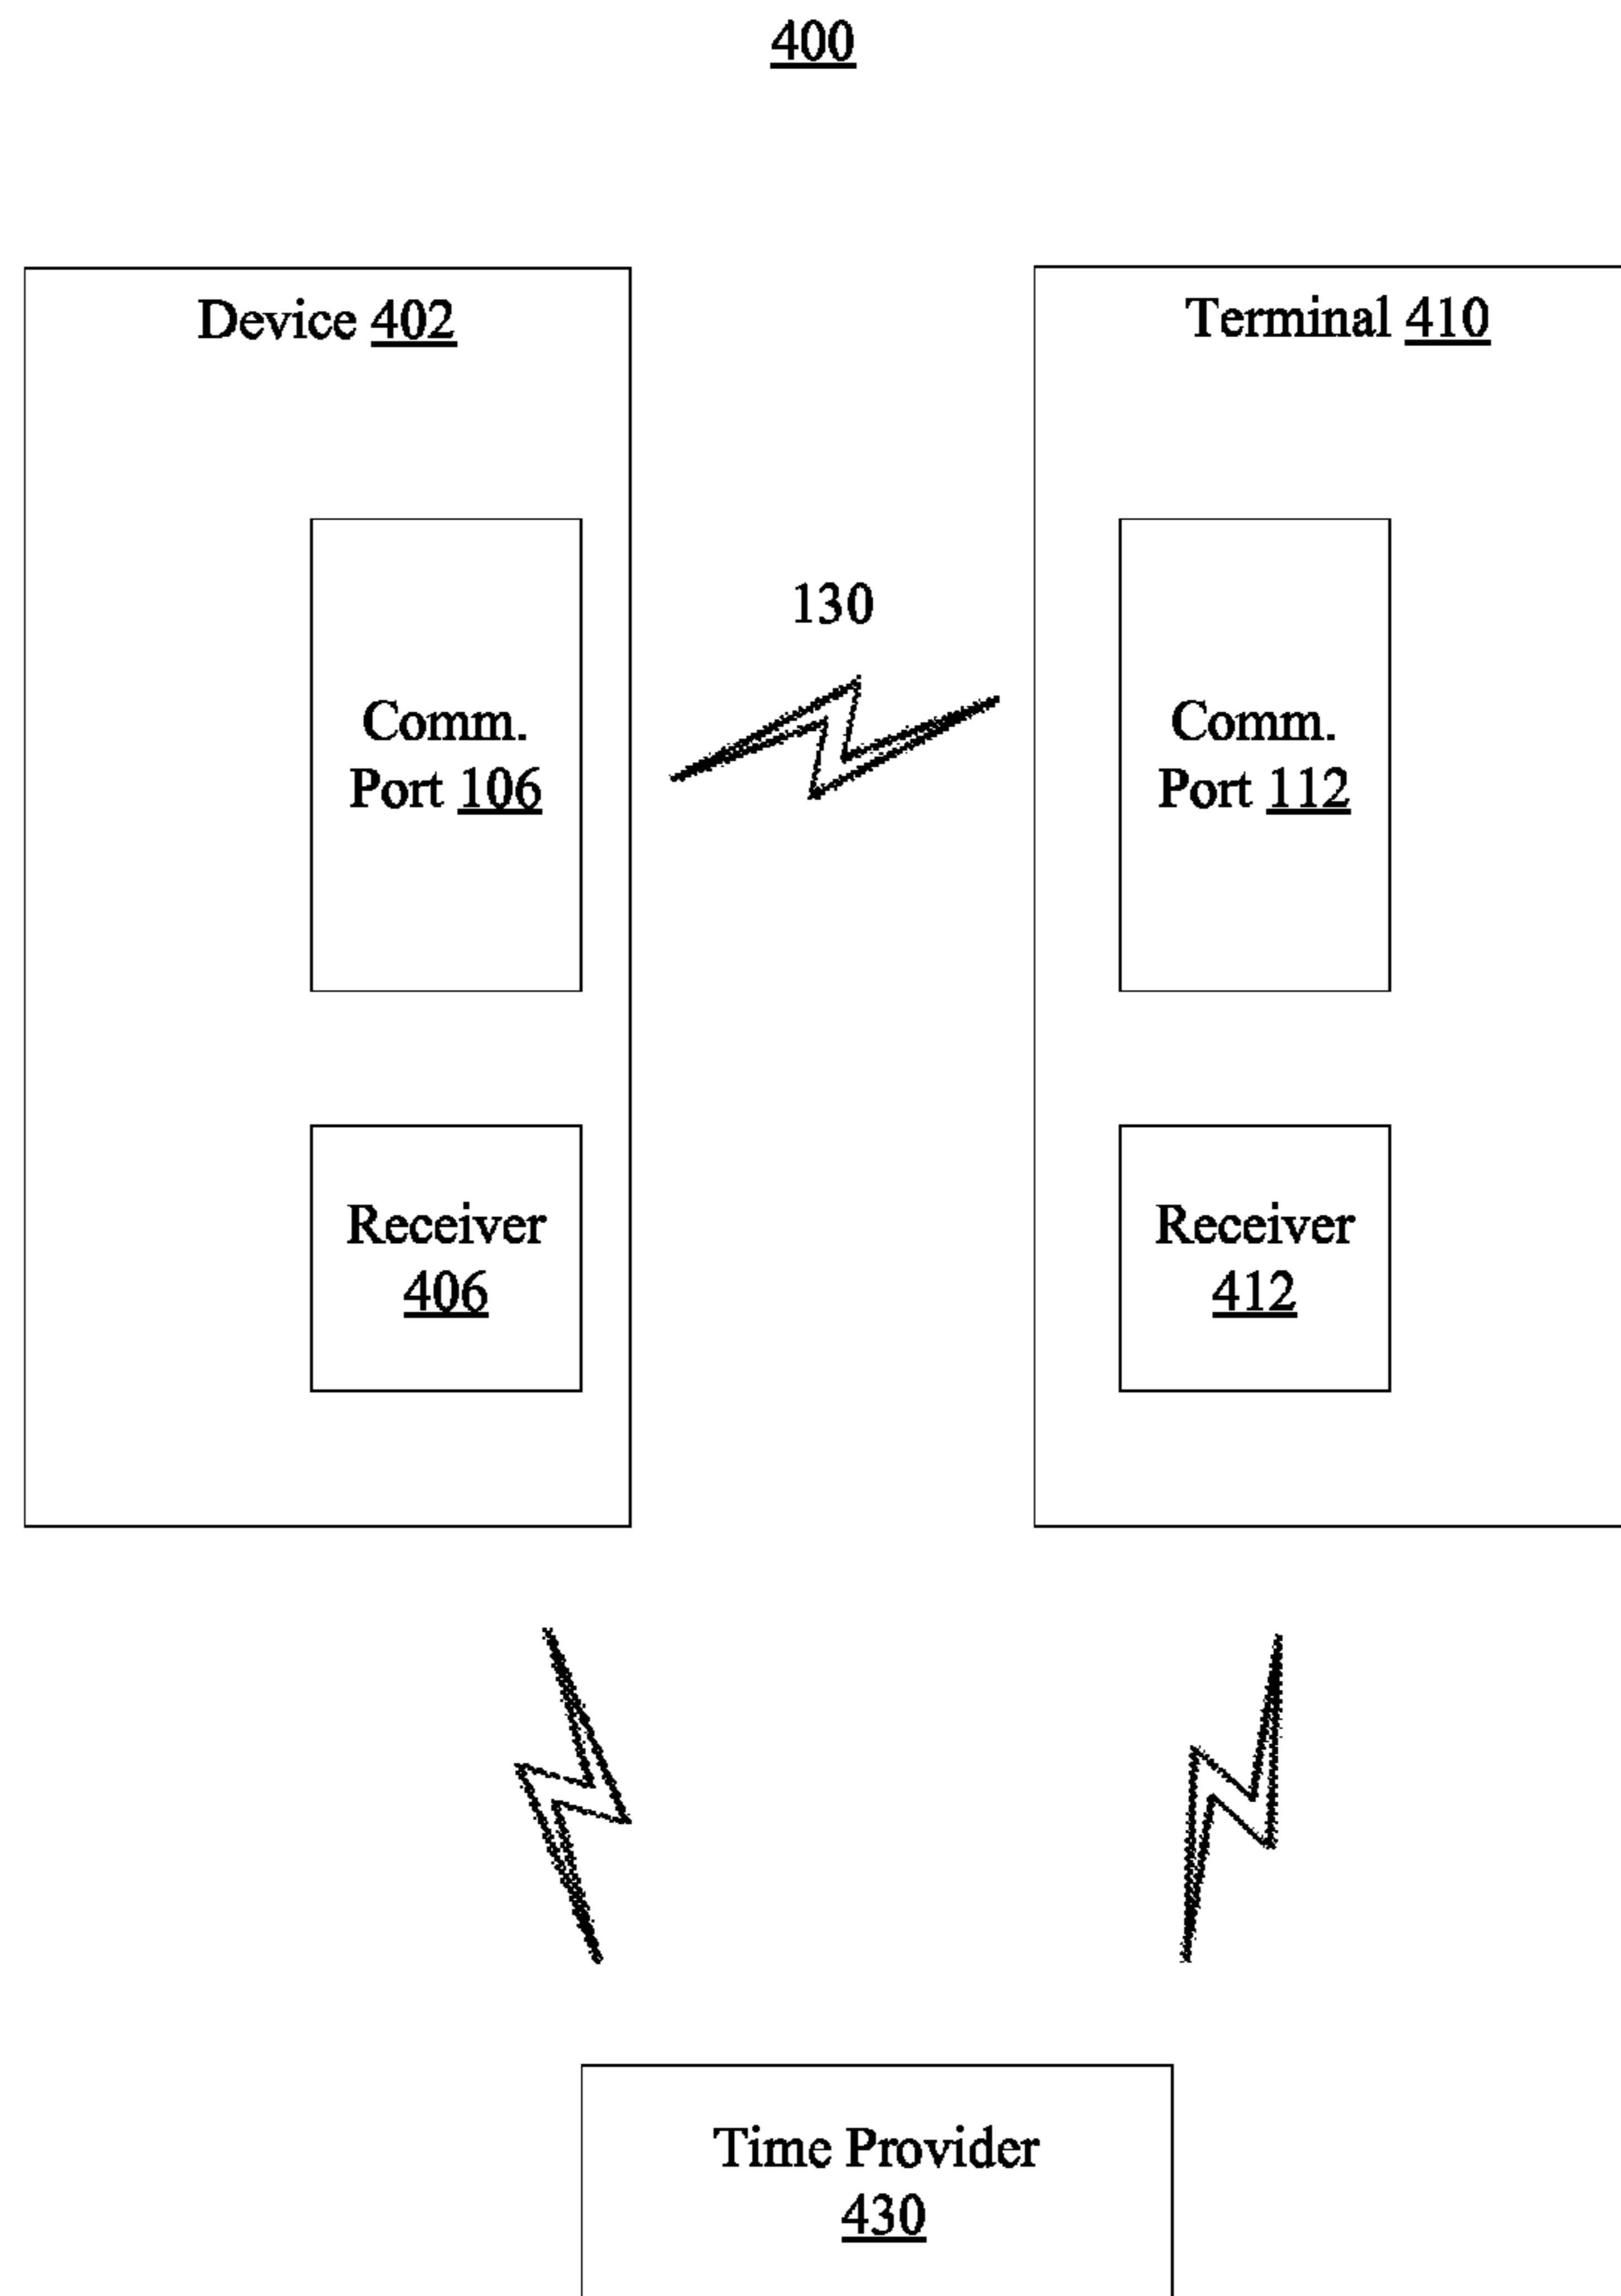 400
Device 402
Terminal 410
130
Comm.
Port 106
Comm.
Port 112
Receiver
406
Receiver
412
Time Provider
430